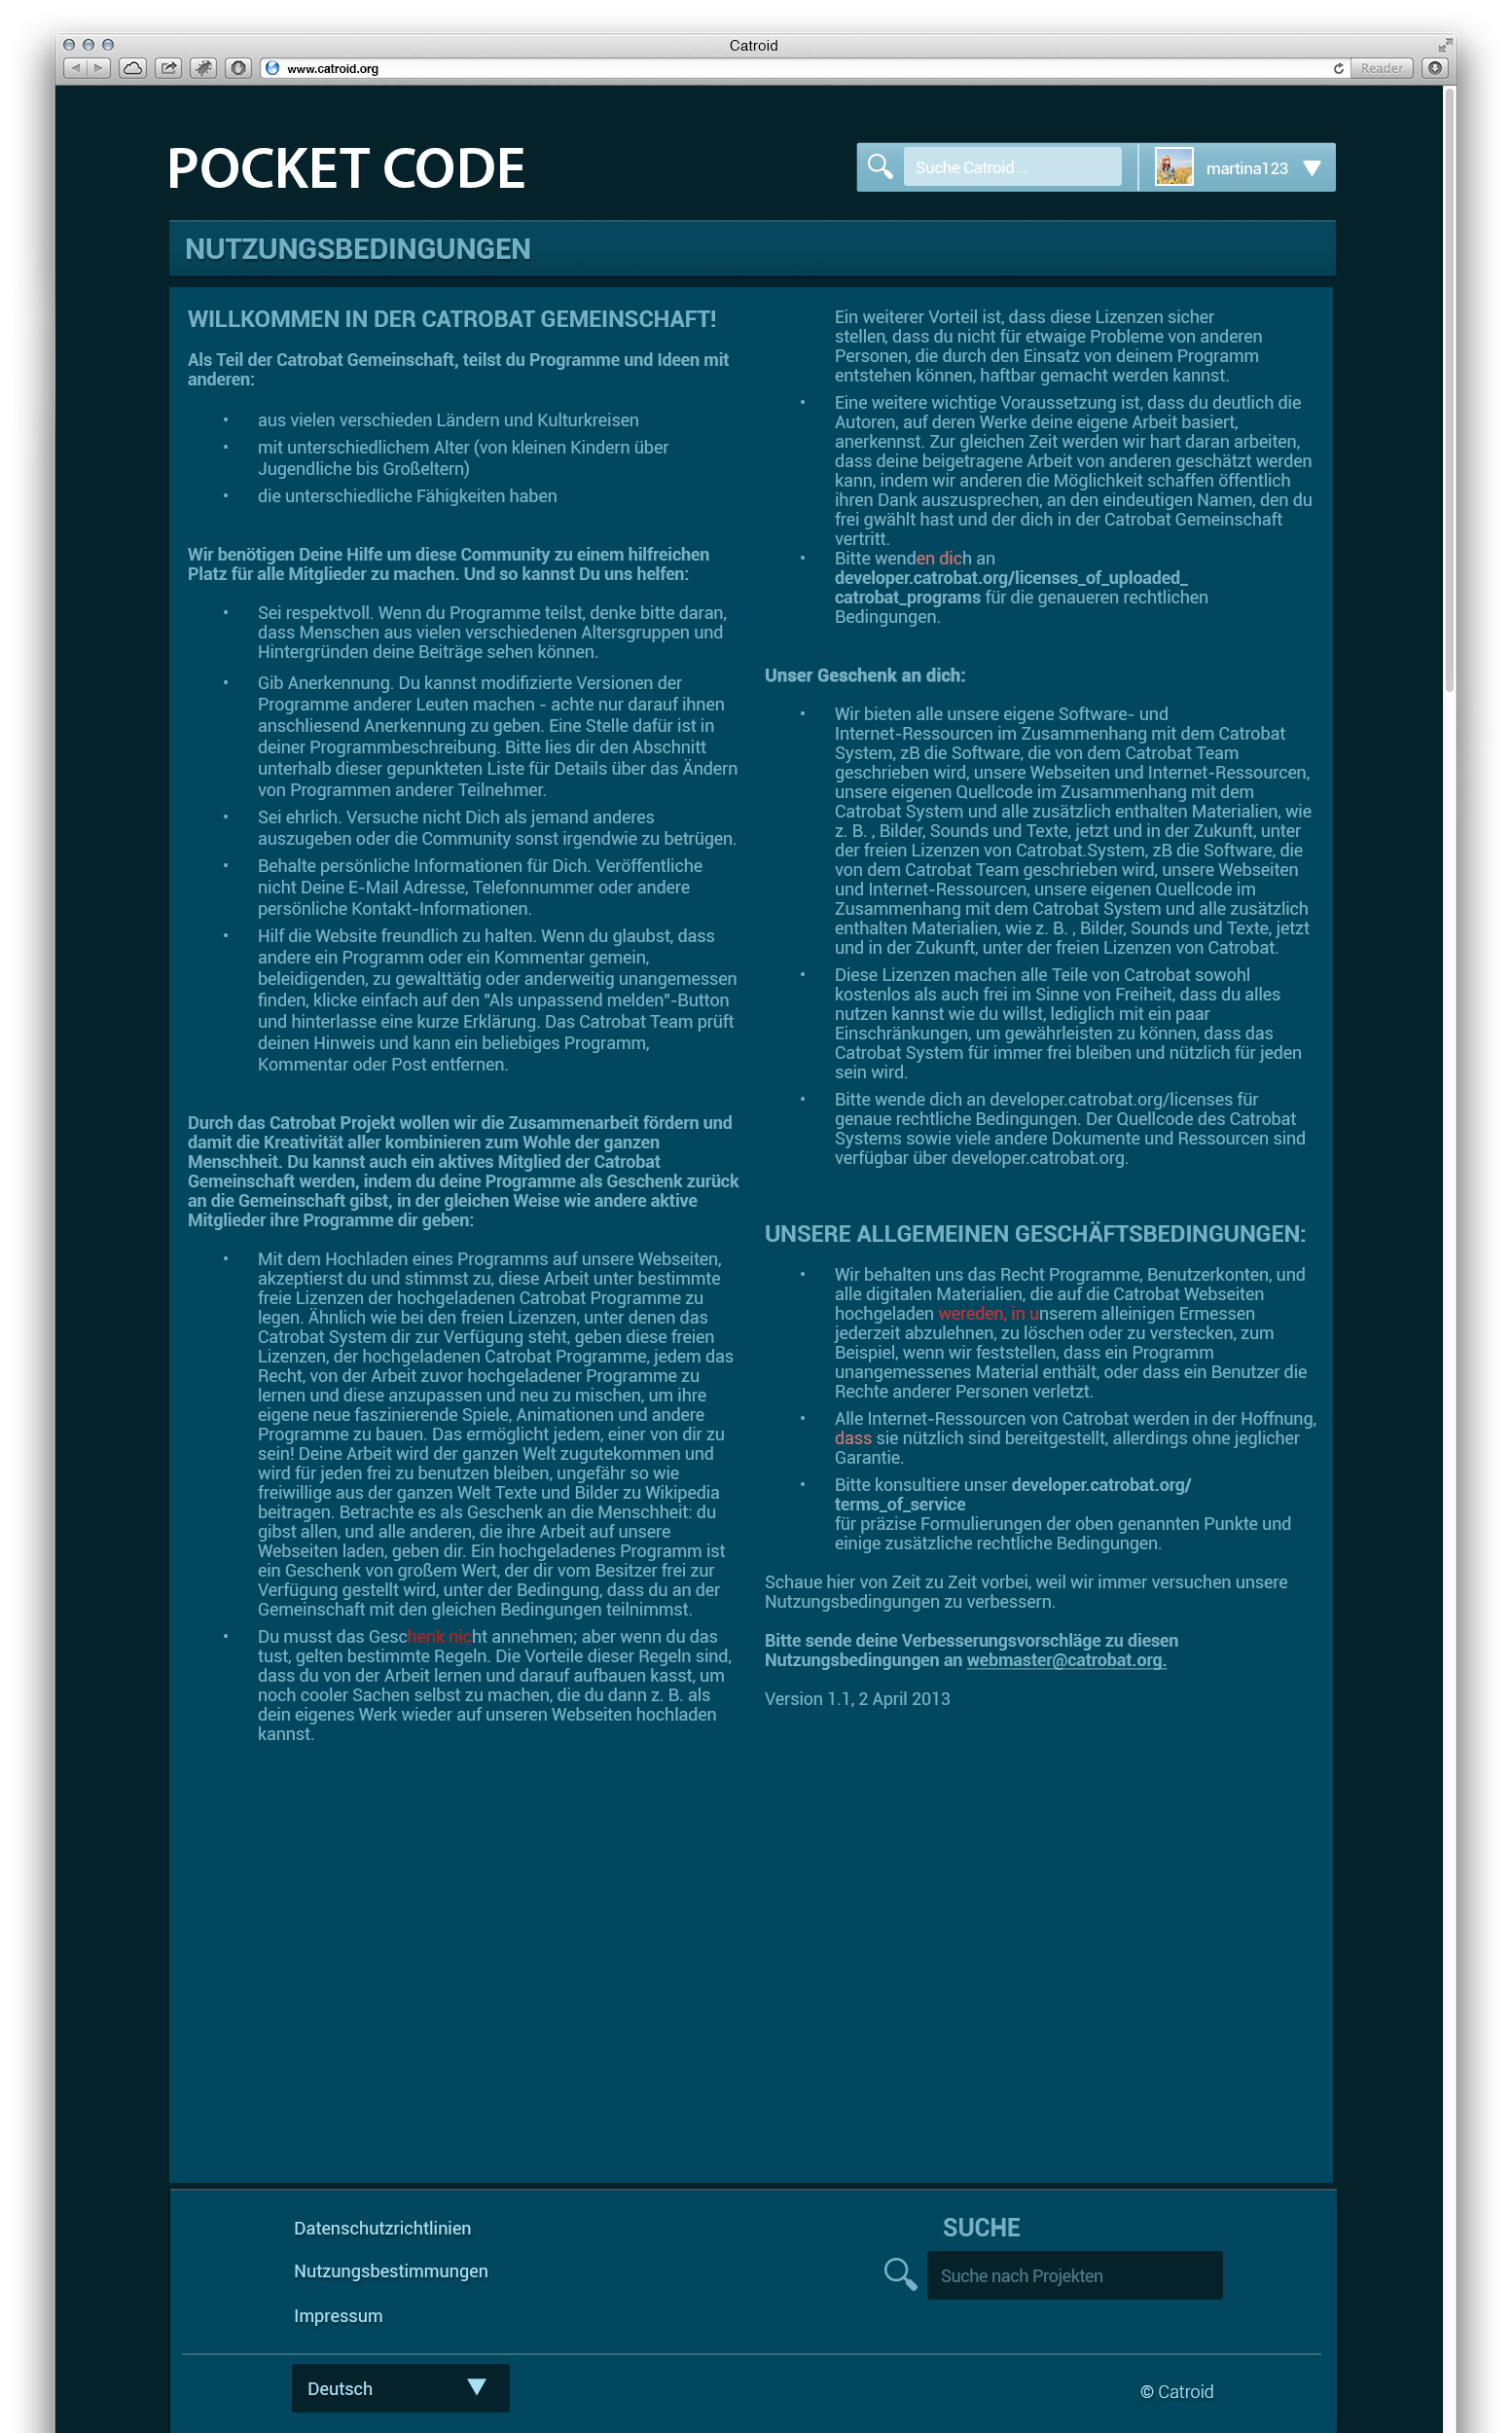 Catroid
www.catroid.org
Reader
POCKET CODE
Suche Catroid ...
martina123
NUTZUNGSBEDINGUNGEN
WILLKOMMEN IN DER CATROBAT GEMEINSCHAFT!
Als Teil der Catrobat Gemeinschaft, teilst du Programme und Ideen mit
anderen:
• aus vielen verschieden Ländern und Kulturkreisen
• mit unterschiedlichem Alter (von kleinen Kindern über
Jugendliche bis Großeltern)
• die unterschiedliche Fähigkeiten haben
Wir benötigen Deine Hilfe um diese Community zu einem hilfreichen
Platz für alle Mitglieder zu machen. Und so kannst Du uns helfen:
• Sei respektvoll. Wenn du Programme teilst, denke bitte daran,
dass Menschen aus vielen verschiedenen Altersgruppen und
Hintergründen deine Beiträge sehen können.
• Gib Anerkennung. Du kannst modifizierte Versionen der
Programme anderer Leuten machen - achte nur darauf ihnen
anschliesend Anerkennung zu geben. Eine Stelle dafür ist in
deiner Programmbeschreibung. Bitte lies dir den Abschnitt
unterhalb dieser gepunkteten Liste für Details über das Ändern
von Programmen anderer Teilnehmer.
• Sei ehrlich. Versuche nicht Dich als jemand anderes
auszugeben oder die Community sonst irgendwie zu betrügen.
• Behalte persönliche Informationen für Dich. Veröffentliche
nicht Deine E-Mail Adresse, Telefonnummer oder andere
persönliche Kontakt-Informationen.
• Hilf die Website freundlich zu halten. Wenn du glaubst, dass
andere ein Programm oder ein Kommentar gemein,
beleidigenden, zu gewalttätig oder anderweitig unangemessen
finden, klicke einfach auf den "Als unpassend melden"-Button
und hinterlasse eine kurze Erklärung. Das Catrobat Team prüft
deinen Hinweis und kann ein beliebiges Programm,
Kommentar oder Post entfernen.
Durch das Catrobat Projekt wollen wir die Zusammenarbeit fördern und
damit die Kreativität aller kombinieren zum Wohle der ganzen
Menschheit. Du kannst auch ein aktives Mitglied der Catrobat
Gemeinschaft werden, indem du deine Programme als Geschenk zurück
an die Gemeinschaft gibst, in der gleichen Weise wie andere aktive
Mitglieder ihre Programme dir geben:
• Mit dem Hochladen eines Programms auf unsere Webseiten,
akzeptierst du und stimmst zu, diese Arbeit unter bestimmte
freie Lizenzen der hochgeladenen Catrobat Programme zu
legen. Ähnlich wie bei den freien Lizenzen, unter denen das
Catrobat System dir zur Verfügung steht, geben diese freien
Lizenzen, der hochgeladenen Catrobat Programme, jedem das
Recht, von der Arbeit zuvor hochgeladener Programme zu
lernen und diese anzupassen und neu zu mischen, um ihre
eigene neue faszinierende Spiele, Animationen und andere
Programme zu bauen. Das ermöglicht jedem, einer von dir zu
sein! Deine Arbeit wird der ganzen Welt zugutekommen und
wird für jeden frei zu benutzen bleiben, ungefähr so wie
freiwillige aus der ganzen Welt Texte und Bilder zu Wikipedia
beitragen. Betrachte es als Geschenk an die Menschheit: du
gibst allen, und alle anderen, die ihre Arbeit auf unsere
Webseiten laden, geben dir. Ein hochgeladenes Programm ist
ein Geschenk von großem Wert, der dir vom Besitzer frei zur
Verfügung gestellt wird, unter der Bedingung, dass du an der
Gemeinschaft mit den gleichen Bedingungen teilnimmst.
• Du musst das Geschenk nicht annehmen; aber wenn du das
tust, gelten bestimmte Regeln. Die Vorteile dieser Regeln sind,
dass du von der Arbeit lernen und darauf aufbauen kasst, um
noch cooler Sachen selbst zu machen, die du dann z. B. als
dein eigenes Werk wieder auf unseren Webseiten hochladen
kannst.
Ein weiterer Vorteil ist, dass diese Lizenzen sicher
stellen, dass du nicht für etwaige Probleme von anderen
Personen, die durch den Einsatz von deinem Programm
entstehen können, haftbar gemacht werden kannst.
• Eine weitere wichtige Voraussetzung ist, dass du deutlich die
Autoren, auf deren Werke deine eigene Arbeit basiert,
anerkennst. Zur gleichen Zeit werden wir hart daran arbeiten,
dass deine beigetragene Arbeit von anderen geschätzt werden
kann, indem wir anderen die Möglichkeit schaffen öffentlich
ihren Dank auszusprechen, an den eindeutigen Namen, den du
frei gwählt hast und der dich in der Catrobat Gemeinschaft
vertritt.
• Bitte wenden dich an
developer.catrobat.org/licenses_of_uploaded_
catrobat_programs für die genaueren rechtlichen
Bedingungen.
Unser Geschenk an dich:
• Wir bieten alle unsere eigene Software- und
Internet-Ressourcen im Zusammenhang mit dem Catrobat
System, zB die Software, die von dem Catrobat Team
geschrieben wird, unsere Webseiten und Internet-Ressourcen,
unsere eigenen Quellcode im Zusammenhang mit dem
Catrobat System und alle zusätzlich enthalten Materialien, wie
z. B. , Bilder, Sounds und Texte, jetzt und in der Zukunft, unter
der freien Lizenzen von Catrobat.System, zB die Software, die
von dem Catrobat Team geschrieben wird, unsere Webseiten
und Internet-Ressourcen, unsere eigenen Quellcode im
Zusammenhang mit dem Catrobat System und alle zusätzlich
enthalten Materialien, wie z. B. , Bilder, Sounds und Texte, jetzt
und in der Zukunft, unter der freien Lizenzen von Catrobat.
• Diese Lizenzen machen alle Teile von Catrobat sowohl
kostenlos als auch frei im Sinne von Freiheit, dass du alles
nutzen kannst wie du willst, lediglich mit ein paar
Einschränkungen, um gewährleisten zu können, dass das
Catrobat System für immer frei bleiben und nützlich für jeden
sein wird.
• Bitte wende dich an developer.catrobat.org/licenses für
genaue rechtliche Bedingungen. Der Quellcode des Catrobat
Systems sowie viele andere Dokumente und Ressourcen sind
verfügbar über developer.catrobat.org.
UNSERE ALLGEMEINEN GESCHÄFTSBEDINGUNGEN:
• Wir behalten uns das Recht Programme, Benutzerkonten, und
alle digitalen Materialien, die auf die Catrobat Webseiten
hochgeladen wereden, in unserem alleinigen Ermessen
jederzeit abzulehnen, zu löschen oder zu verstecken, zum
Beispiel, wenn wir feststellen, dass ein Programm
unangemessenes Material enthält, oder dass ein Benutzer die
Rechte anderer Personen verletzt.
• Alle Internet-Ressourcen von Catrobat werden in der Hoffnung,
dass sie nützlich sind bereitgestellt, allerdings ohne jeglicher
Garantie.
• Bitte konsultiere unser developer.catrobat.org/
terms_of_service
für präzise Formulierungen der oben genannten Punkte und
einige zusätzliche rechtliche Bedingungen.
Schaue hier von Zeit zu Zeit vorbei, weil wir immer versuchen unsere
Nutzungsbedingungen zu verbessern.
Bitte sende deine Verbesserungsvorschläge zu diesen
Nutzungsbedingungen an webmaster@catrobat.org.
Version 1.1, 2 April 2013
Datenschutzrichtlinien
Nutzungsbestimmungen
Impressum
SUCHE
Suche nach Projekten
Deutsch
© Catroid